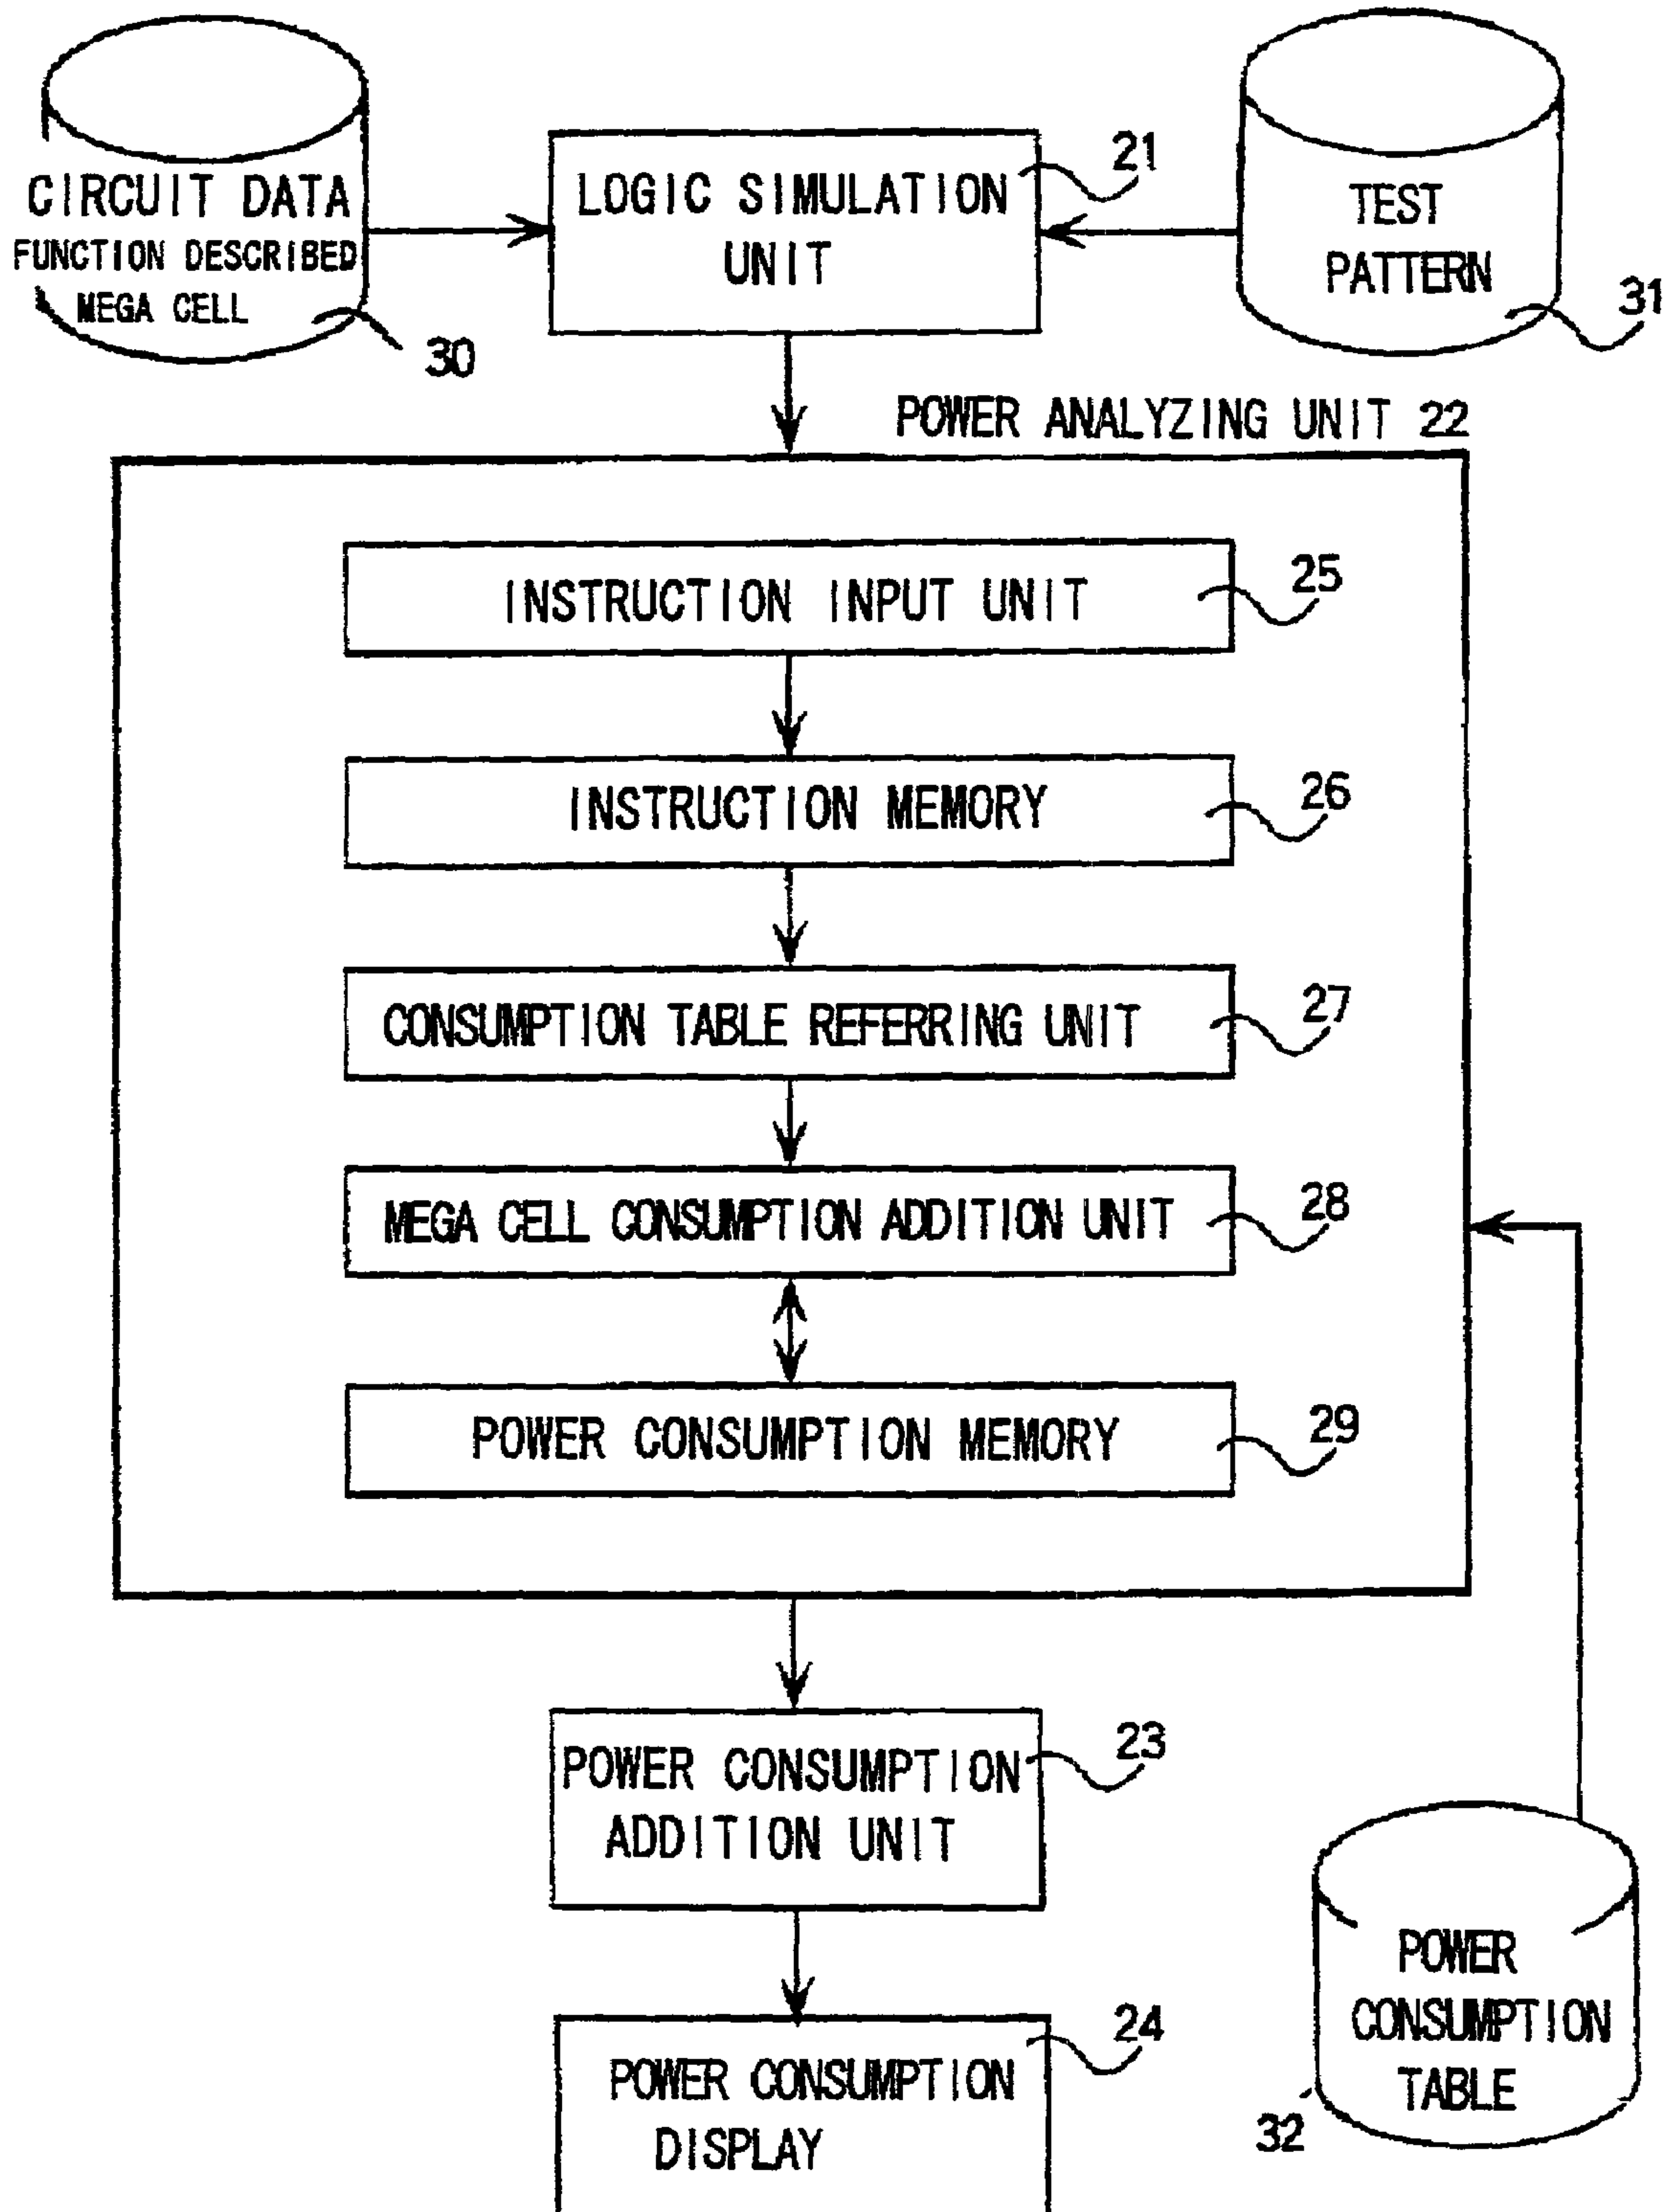 CIRCUIT DATA
FUNCTION DESCRIBED
MEGA CELL
30
LOGIC SIMULATION
UNIT
21
TEST
PATTERN
31
POWER ANALYZING UNIT 22
INSTRUCTION INPUT UNIT
25
INSTRUCTION MEMORY
26
CONSUMPTION TABLE REFERRING UNIT
27
MEGA CELL CONSUMPTION ADDITION UNIT
28
POWER CONSUMPTION MEMORY
29
POWER CONSUMPTION
ADDITION UNIT
23
POWER CONSUMPTION
DISPLAY
24
POWER
CONSUMPTION
TABLE
32